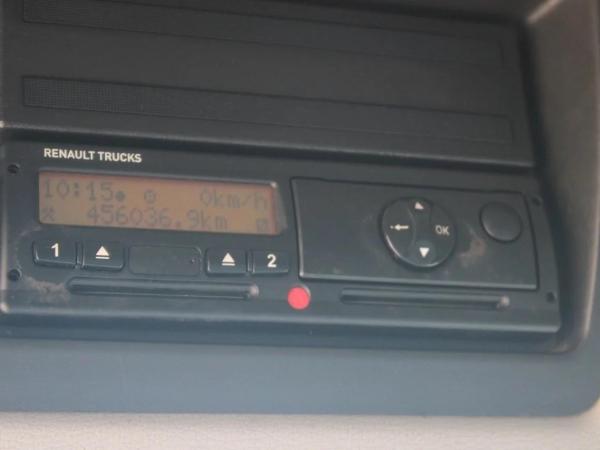 RENAULT TRUCKS
10:15 0km/h
456036.9km
1 2
OK